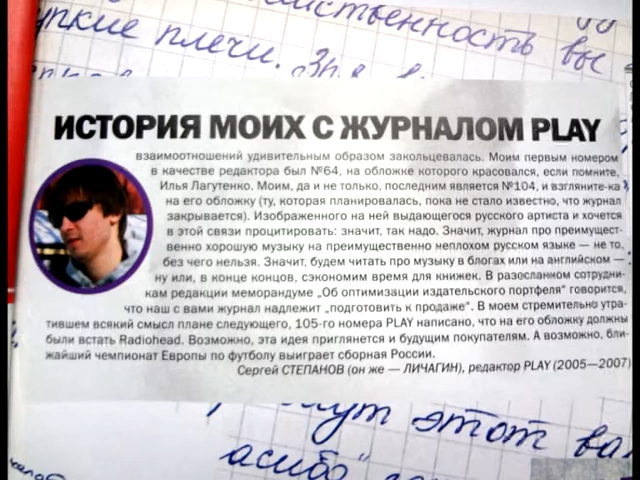 пкие плечи.
ственность вы
ИСТОРИЯ МОИХ С ЖУРНАЛОМ PLAY
взаимоотношений удивительным образом закольцевалась. Моим первым номером
в качестве редактора был №64, на обложке которого красовался, если помните,
Илья Лагутенко. Моим, да и не только, последним является №104, и взгляните-ка
на его обложку (ту, которая планировалась, пока не стало известно, что журнал
закрывается). Изображенного на ней выдающегося русского артиста и хочется
в этой связи процитировать: значит, так надо. Значит, журнал про преимущест-
венно хорошую музыку на преимущественно неплохом русском языке — не то,
без чего нельзя. Значит, будем читать про музыку в блогах или на английском —
ну или, в конце концов, сэкономим время для книжек. В разосланном сотрудни-
кам редакции меморандуме „Об оптимизации издательского портфеля" говорится,
что наш с вами журнал надлежит „подготовить к продаже". В моем стремительно утра-
тившем всякий смысл плане следующего, 105-го номера PLAY написано, что на его обложку должны
были встать Radiohead. Возможно, эта идея приглянется и будущим покупателям. А возможно, бли-
жайший чемпионат Европы по футболу выиграет сборная России.
Сергей СТЕПАНОВ (он же — ЛИЧАГИН), редактор PLAY (2005—2007)
этот ва
асибо"